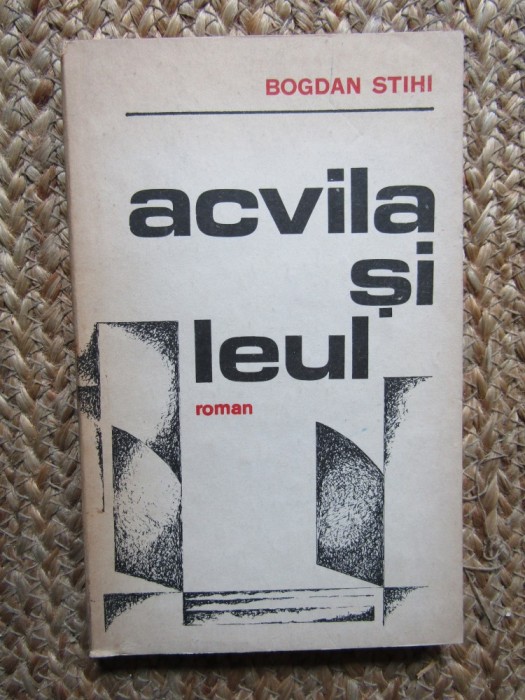 BOGDAN STIHI
acvila
și
leul
roman